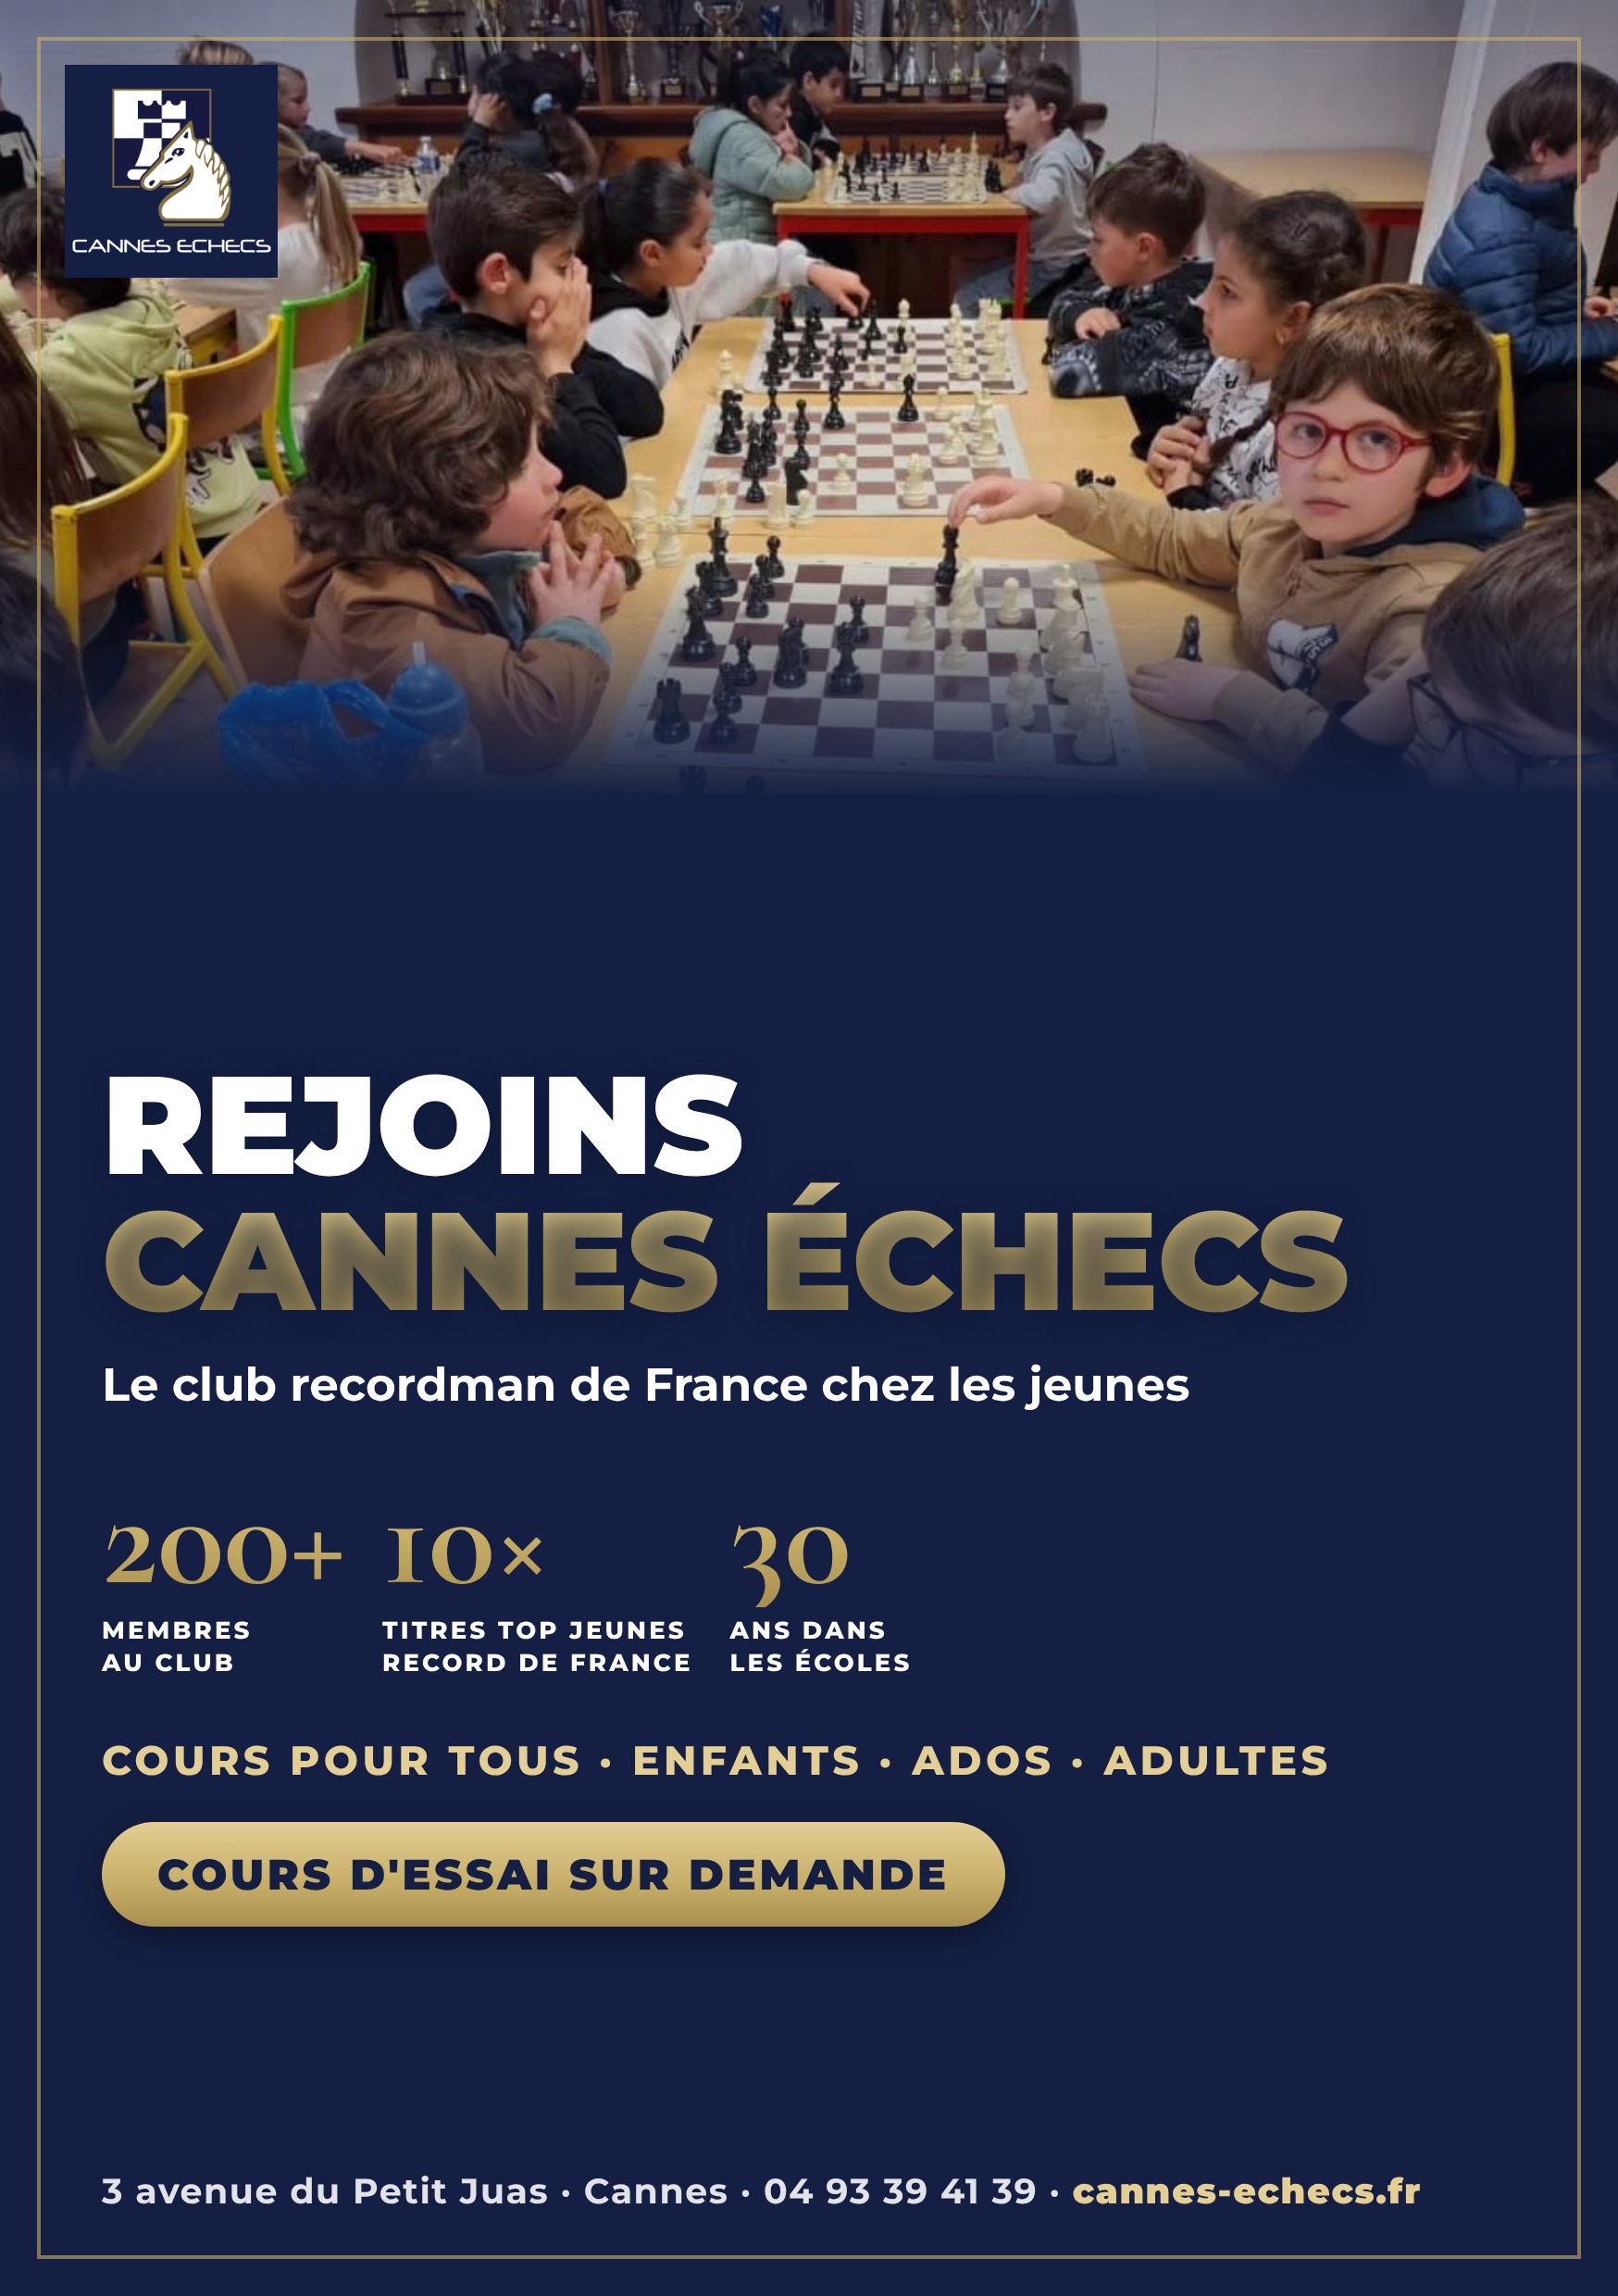 CANNES ECHECS
REJOINS
CANNES ÉCHECS
Le club recordman de France chez les jeunes
200+ 10× 30
MEMBRES
AU CLUB
TITRES TOP JEUNES
RECORD DE FRANCE
ANS DANS
LES ÉCOLES
COURS POUR TOUS · ENFANTS · ADOS · ADULTES
COURS D'ESSAI SUR DEMANDE
3 avenue du Petit Juas · Cannes · 04 93 39 41 39 · cannes-echecs.fr